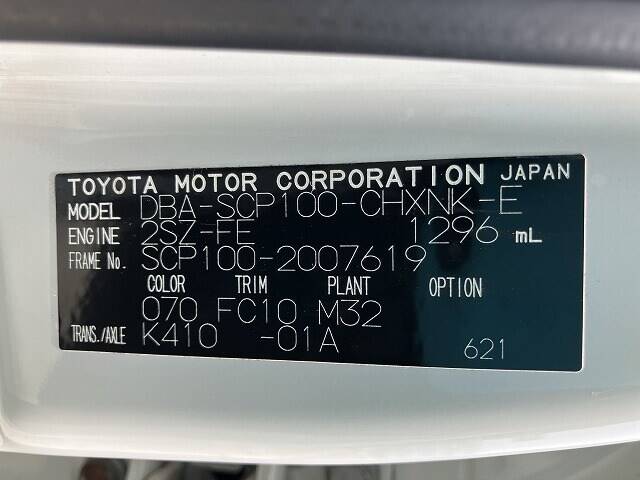 TOYOTA MOTOR CORPORATION JAPAN
MODEL DBA-SCP100-CHXNK-E
ENGINE 2SZ-FE 1296 mL
FRAME No. SCP100-2007619
COLOR TRIM PLANT OPTION
070 FC10 M32
TRANS./AXLE K410 -01A 621